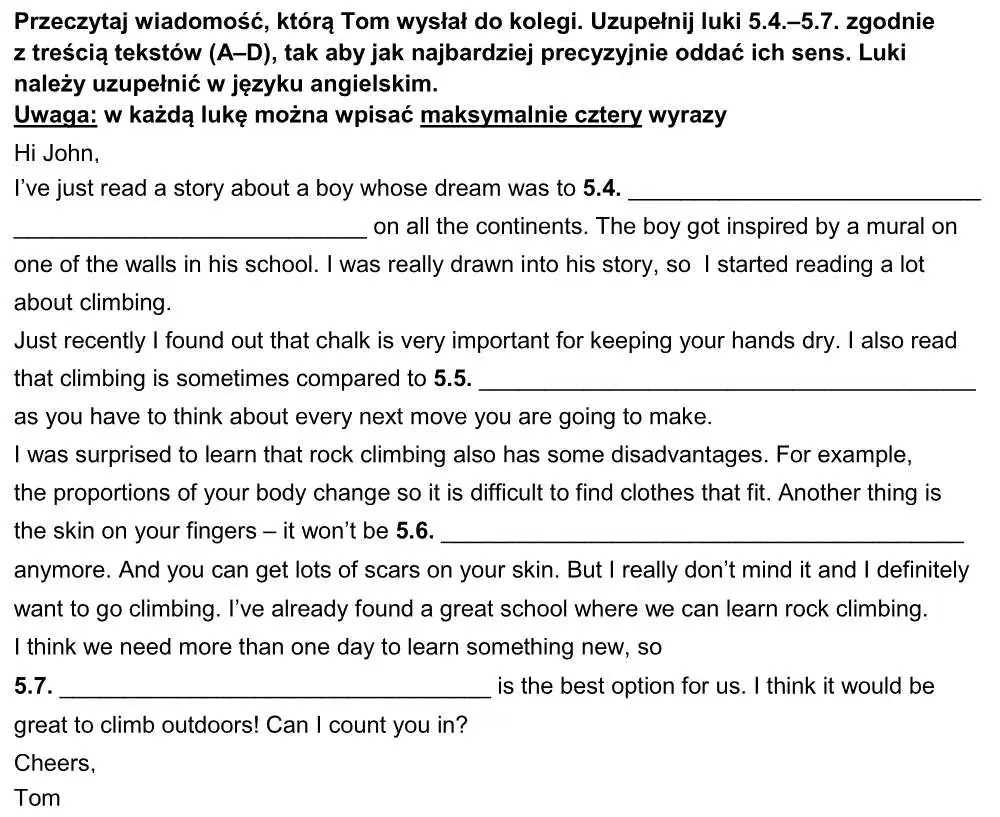 Przeczytaj wiadomość, którą Tom wysłał do kolegi. Uzupełnij luki 5.4.–5.7. zgodnie
z treścią tekstów (A–D), tak aby jak najbardziej precyzyjnie oddać ich sens. Luki
należy uzupełnić w języku angielskim.
Uwaga: w każdą lukę można wpisać maksymalnie cztery wyrazy
Hi John,
I've just read a story about a boy whose dream was to 5.4. ____________________________
____________________________ on all the continents. The boy got inspired by a mural on
one of the walls in his school. I was really drawn into his story, so I started reading a lot
about climbing.
Just recently I found out that chalk is very important for keeping your hands dry. I also read
that climbing is sometimes compared to 5.5. ________________________________________
as you have to think about every next move you are going to make.
I was surprised to learn that rock climbing also has some disadvantages. For example,
the proportions of your body change so it is difficult to find clothes that fit. Another thing is
the skin on your fingers – it won't be 5.6. __________________________________________
anymore. And you can get lots of scars on your skin. But I really don't mind it and I definitely
want to go climbing. I've already found a great school where we can learn rock climbing.
I think we need more than one day to learn something new, so
5.7. __________________________________ is the best option for us. I think it would be
great to climb outdoors! Can I count you in?
Cheers,
Tom